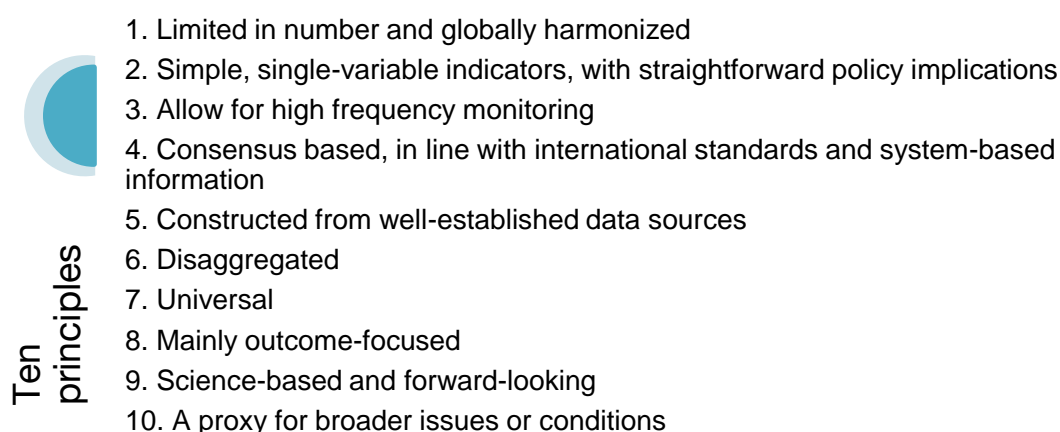 1. Limited in number and globally harmonized
2. Simple, single-variable indicators, with straightforward policy implications
3. Allow for high frequency monitoring
4. Consensus based, in line with international standards and system-based
information
5. Constructed from well-established data sources
6. Disaggregated
7. Universal
8. Mainly outcome-focused
9. Science-based and forward-looking
10. A proxy for broader issues or conditions
Ten
principles